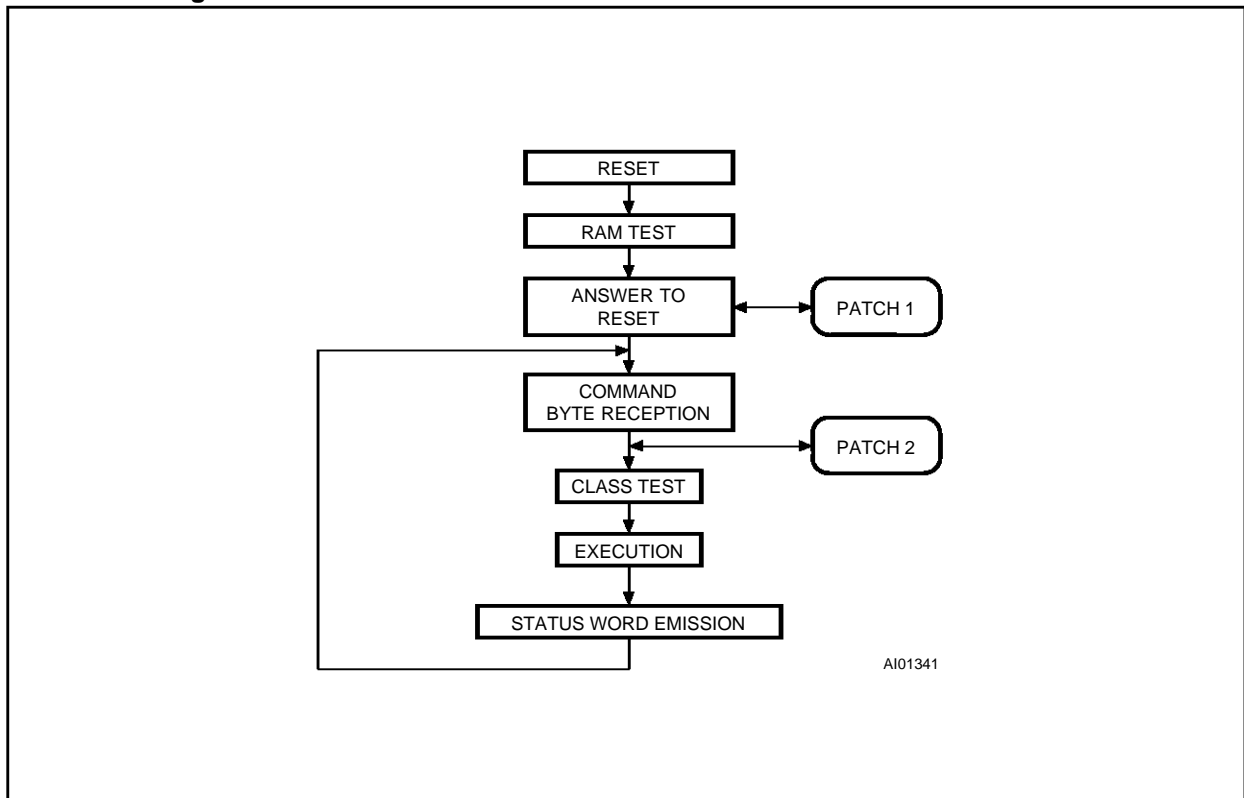 RESET
RAM TEST
ANSWER TO
RESET
PATCH 1
COMMAND
BYTE RECEPTION
PATCH 2
CLASS TEST
EXECUTION
STATUS WORD EMISSION
AI01341